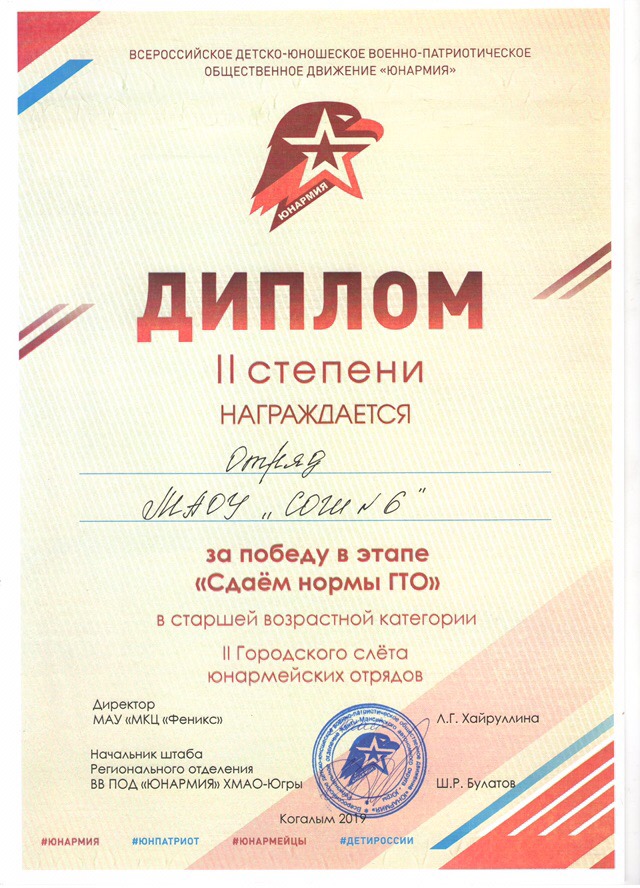 ВСЕРОССИЙСКОЕ ДЕТСКО-ЮНОШЕСКОЕ ВОЕННО-ПАТРИОТИЧЕСКОЕ
ОБЩЕСТВЕННОЕ ДВИЖЕНИЕ «ЮНАРМИЯ»
ЮНАРМИЯ
ДИПЛОМ
II степени
НАГРАЖДАЕТСЯ
Отряд
МАОУ „СОШ №6"
за победу в этапе
«Сдаём нормы ГТО»
в старшей возрастной категории
II Городского слёта
юнармейских отрядов
Директор
МАУ «МКЦ «Феникс»
Л.Г. Хайруллина
Начальник штаба
Регионального отделения
ВВ ПОД «ЮНАРМИЯ» ХМАО-Югры
Ш.Р. Булатов
Когалым 2019
#ЮНАРМИЯ #ЮНПАТРИОТ #ЮНАРМЕЙЦЫ #ДЕТИРОССИИ